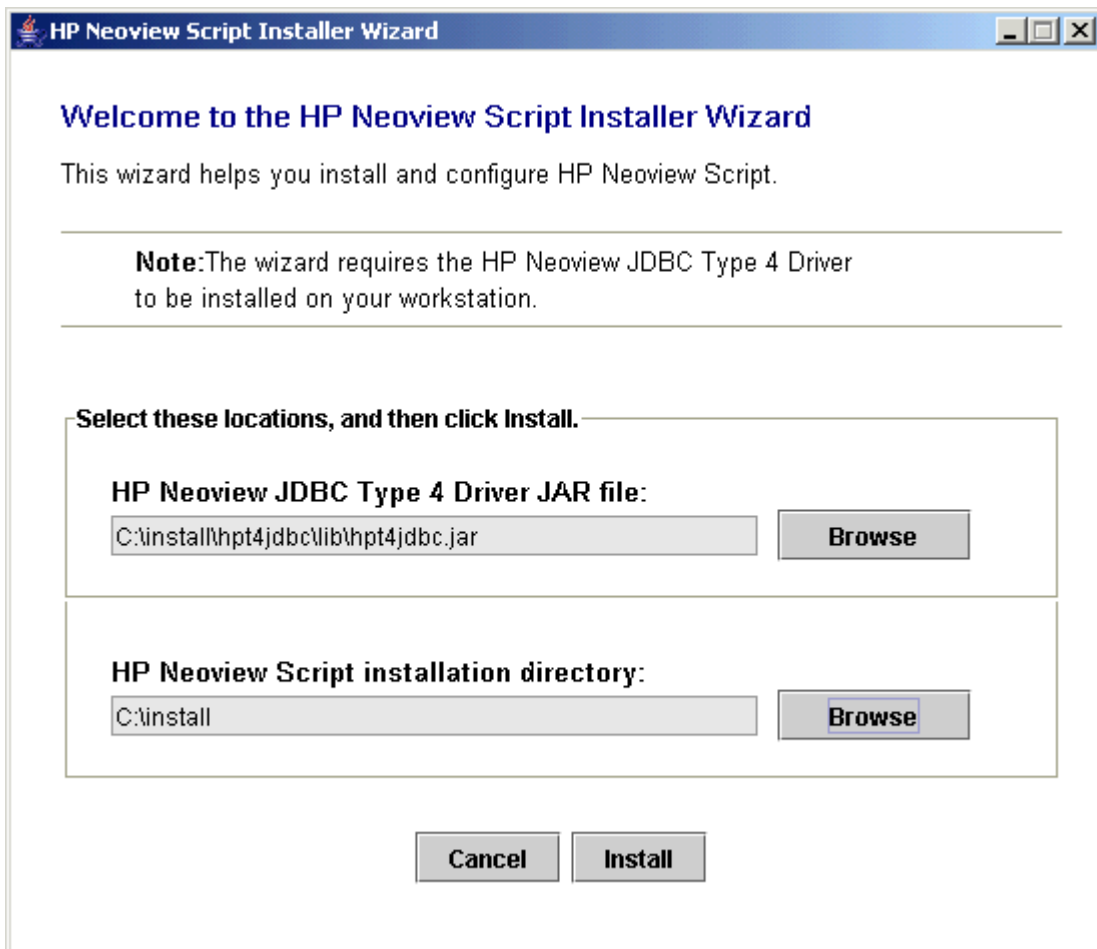 HP Neoview Script Installer Wizard
Welcome to the HP Neoview Script Installer Wizard
This wizard helps you install and configure HP Neoview Script.
Note:The wizard requires the HP Neoview JDBC Type 4 Driver
to be installed on your workstation.
Select these locations, and then click Install.
HP Neoview JDBC Type 4 Driver JAR file:
C:\install\hpt4jdbc\lib\hpt4jdbc.jar Browse
HP Neoview Script installation directory:
C:\install Browse
Cancel Install